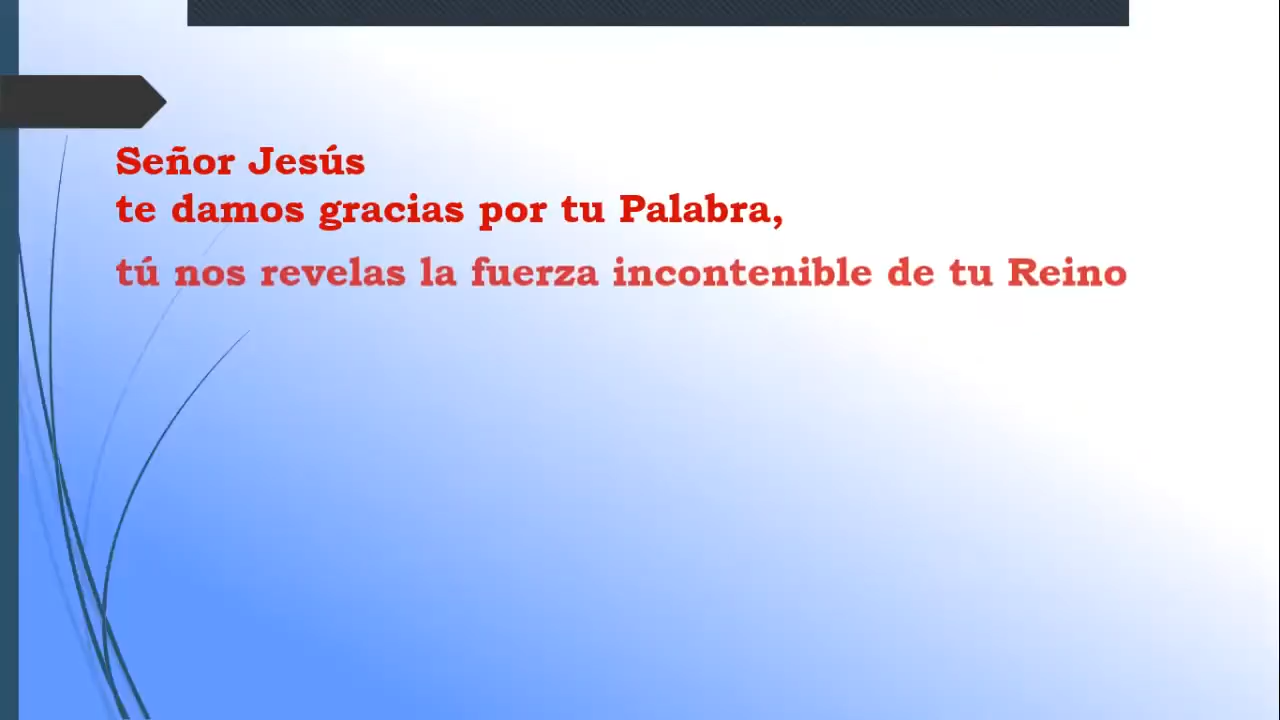 Señor Jesús
te damos gracias por tu Palabra,
tú nos revelas la fuerza incontenible de tu Reino